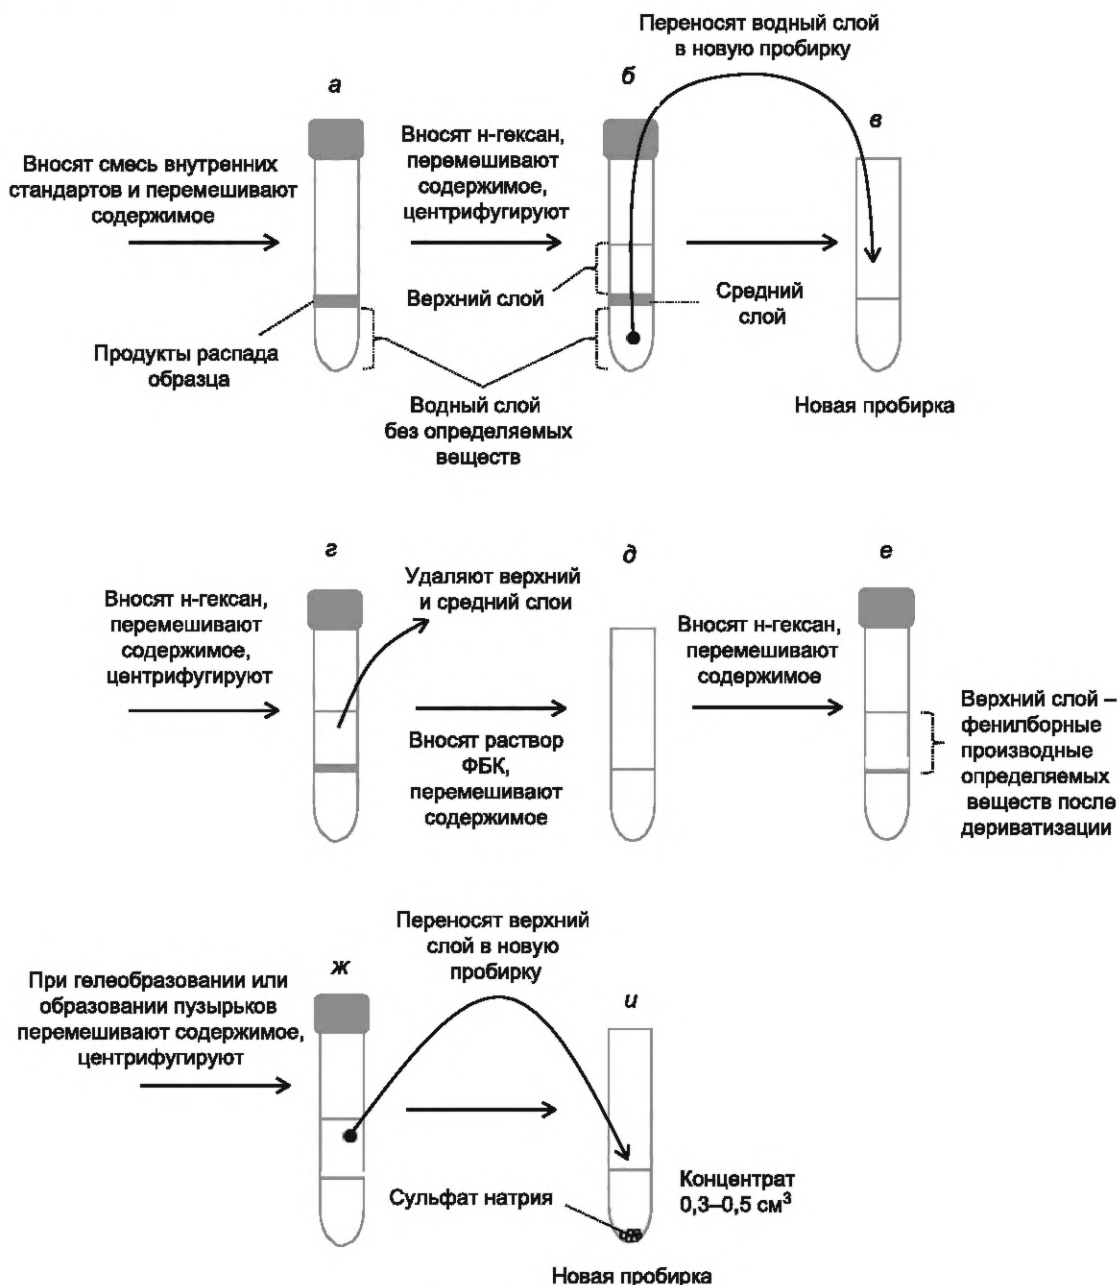 Переносят водный слой
в новую пробирку
а
б
в
Вносят смесь внутренних
стандартов и перемешивают
содержимое
Вносят н-гексан,
перемешивают
содержимое,
центрифугируют
Верхний слой
Средний
слой
Продукты распада
образца
Водный слой
без определяемых
веществ
Новая пробирка
г
д
е
Вносят н-гексан,
перемешивают
содержимое,
центрифугируют
Удаляют верхний
и средний слои
Вносят раствор
ФБК,
перемешивают
содержимое
Вносят н-гексан,
перемешивают
содержимое
Верхний слой –
фенилборные
производные
определяемых
веществ после
дериватизации
Переносят верхний
слой в новую
пробирку
ж
и
При гелеобразовании или
образовании пузырьков
перемешивают содержимое,
центрифугируют
Сульфат натрия
Концентрат
0,3–0,5 см³
Новая пробирка